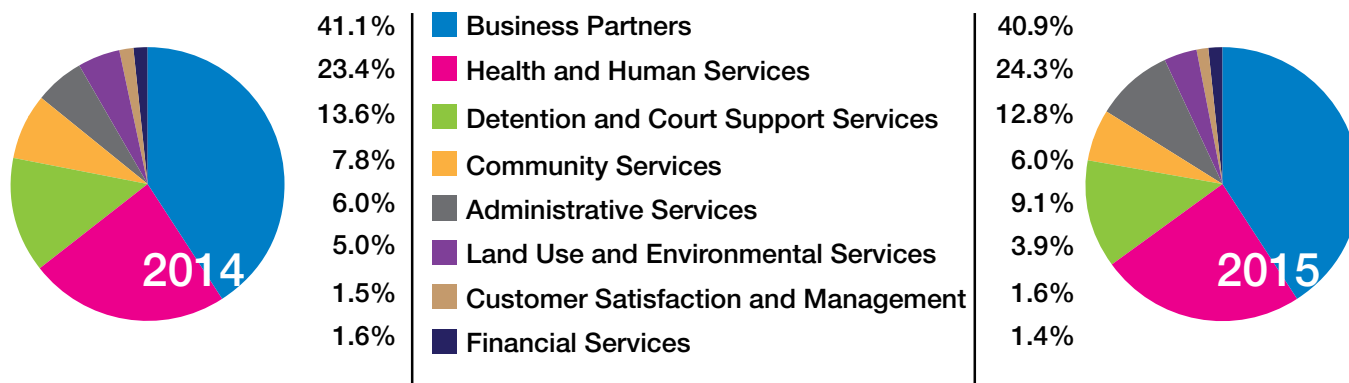 41.1% Business Partners 40.9%
23.4% Health and Human Services 24.3%
13.6% Detention and Court Support Services 12.8%
7.8% Community Services 6.0%
6.0% Administrative Services 9.1%
5.0% Land Use and Environmental Services 3.9%
1.5% Customer Satisfaction and Management 1.6%
1.6% Financial Services 1.4%
2014
2015